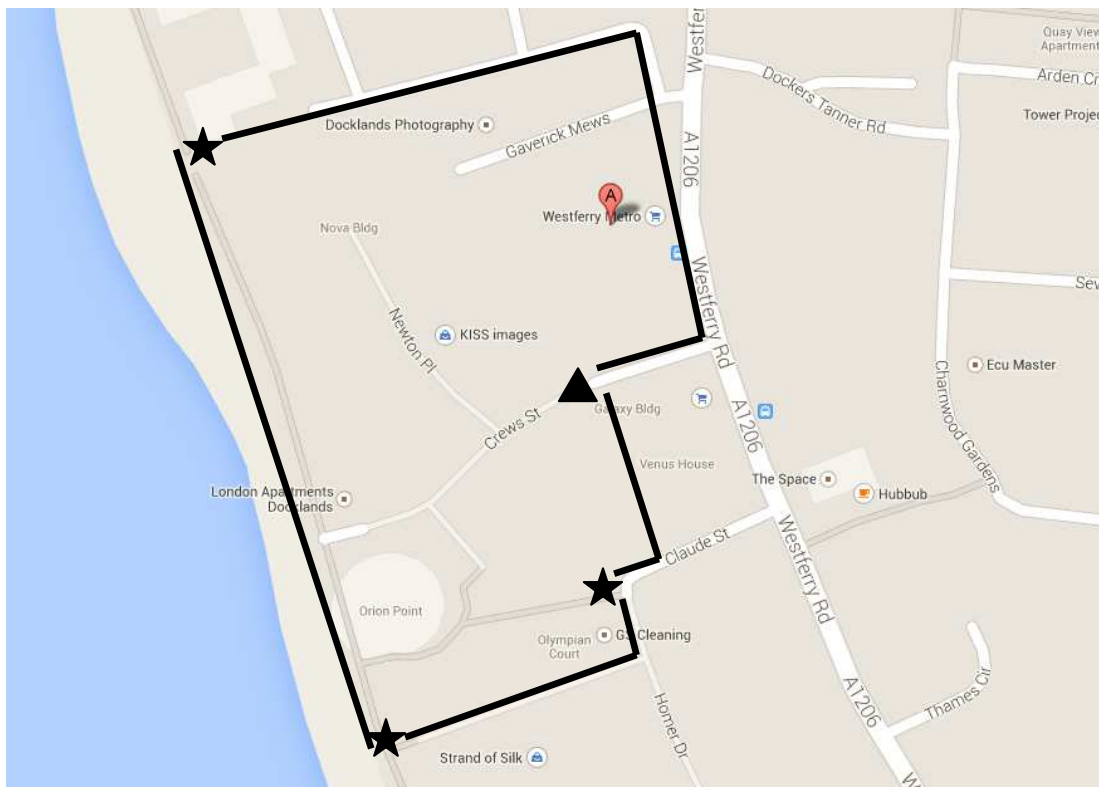 Westfer
Quay View
Apartment
Arden Cr
Dockers Tanner Rd
Tower Projec
Docklands Photography
Gaverick Mews
A1206
A
Westferry Metro
Nova Bldg
Westferry Rd
Sev
Newton Pl
KISS images
Ecu Master
Charnwood Gardens
Galaxy Bldg
A1206
Crews St
Venus House
The Space
Hubbub
London Apartments
Docklands
Claude St
Westferry Rd
Orion Point
Olympian
Court
GS Cleaning
A1206
Thames Cir
Homer Dr
Strand of Silk
W